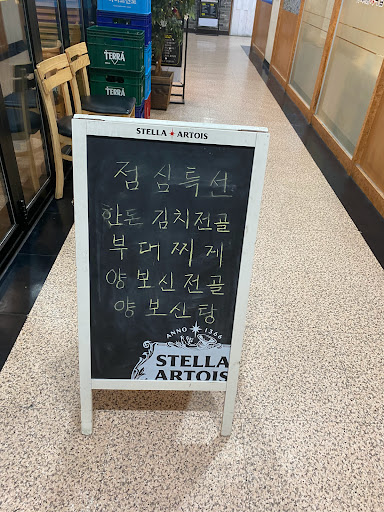 TERRA
TERRA
STELLA ARTOIS
점심특선
한돈 김치전골
부대찌게
양보신전골
양보산탕
ANNO 1366
STELLA
ARTOIS